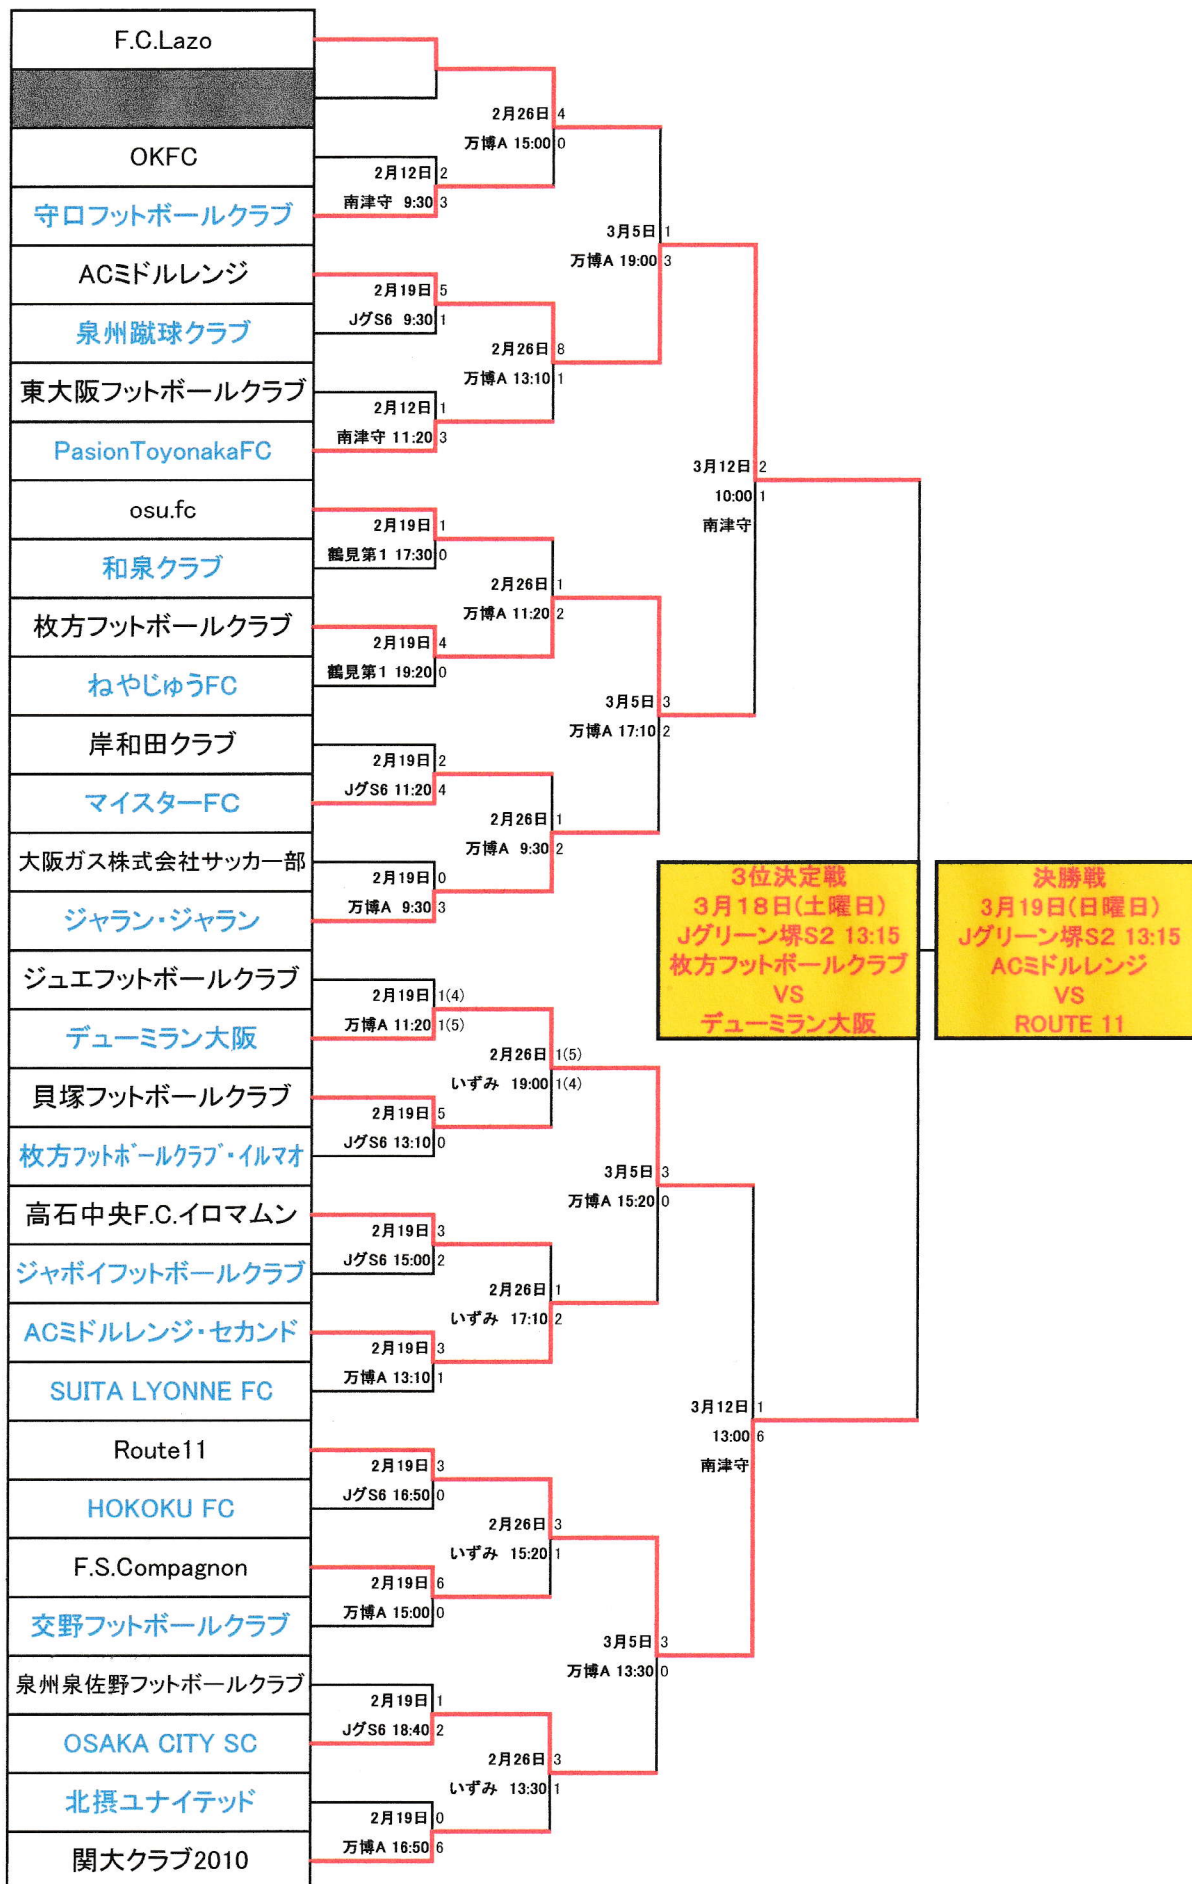 F.C.Lazo
2月26日 4
万博A 15:00 0
OKFC
2月12日 2
南津守 9:30 3
守口フットボールクラブ
3月5日 1
万博A 19:00 3
ACミドルレンジ
2月19日 5
JグS6 9:30 1
泉州蹴球クラブ
2月26日 8
万博A 13:10 1
東大阪フットボールクラブ
2月12日 1
南津守 11:20 3
PasionToyonakaFC
3月12日 2
10:00 1
南津守
osu.fc
2月19日 1
鶴見第1 17:30 0
和泉クラブ
2月26日 1
万博A 11:20 2
枚方フットボールクラブ
2月19日 4
鶴見第1 19:20 0
ねやじゅうFC
3月5日 3
万博A 17:10 2
岸和田クラブ
2月19日 2
JグS6 11:20 4
マイスターFC
2月26日 1
万博A 9:30 2
大阪ガス株式会社サッカー部
2月19日 0
万博A 9:30 3
ジャラン・ジャラン
3位決定戦
3月18日(土曜日)
Jグリーン堺S2 13:15
枚方フットボールクラブ
VS
デューミラン大阪
決勝戦
3月19日(日曜日)
Jグリーン堺S2 13:15
ACミドルレンジ
VS
ROUTE 11
ジュエフットボールクラブ
2月19日 1(4)
万博A 11:20 1(5)
デューミラン大阪
2月26日 1(5)
いずみ 19:00 1(4)
貝塚フットボールクラブ
2月19日 5
JグS6 13:10 0
枚方フットボールクラブ・イルマオ
3月5日 3
万博A 15:20 0
高石中央F.C.イロマムン
2月19日 3
JグS6 15:00 2
ジャボイフットボールクラブ
2月26日 1
いずみ 17:10 2
ACミドルレンジ・セカンド
2月19日 3
万博A 13:10 1
SUITA LYONNE FC
3月12日 1
13:00 6
南津守
Route11
2月19日 3
JグS6 16:50 0
HOKOKU FC
2月26日 3
いずみ 15:20 1
F.S.Compagnon
2月19日 6
万博A 15:00 0
交野フットボールクラブ
3月5日 3
万博A 13:30 0
泉州泉佐野フットボールクラブ
2月19日 1
JグS6 18:40 2
OSAKA CITY SC
2月26日 3
いずみ 13:30 1
北摂ユナイテッド
2月19日 0
万博A 16:50 6
関大クラブ2010